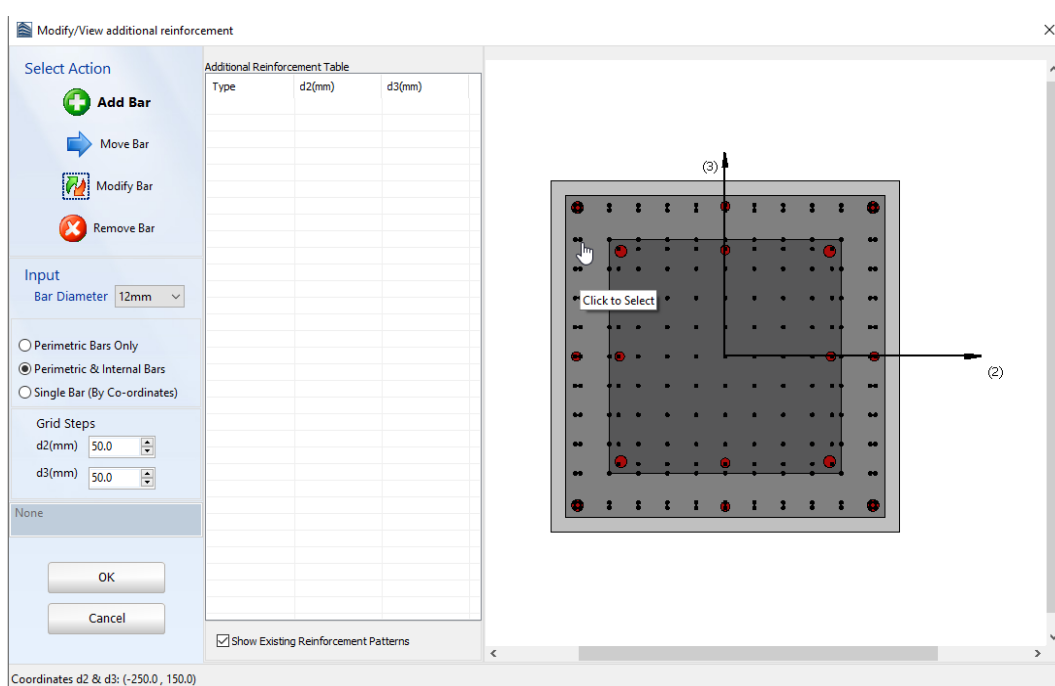 Modify/View additional reinforcement
Select Action
Add Bar
Move Bar
Modify Bar
Remove Bar
Input
Bar Diameter 12mm
Perimetric Bars Only
Perimetric & Internal Bars
Single Bar (By Co-ordinates)
Grid Steps
d2(mm) 50.0
d3(mm) 50.0
None
OK
Cancel
Additional Reinforcement Table
Type d2(mm) d3(mm)
Show Existing Reinforcement Patterns
(3)
Click to Select
(2)
Coordinates d2 & d3: (-250.0 , 150.0)